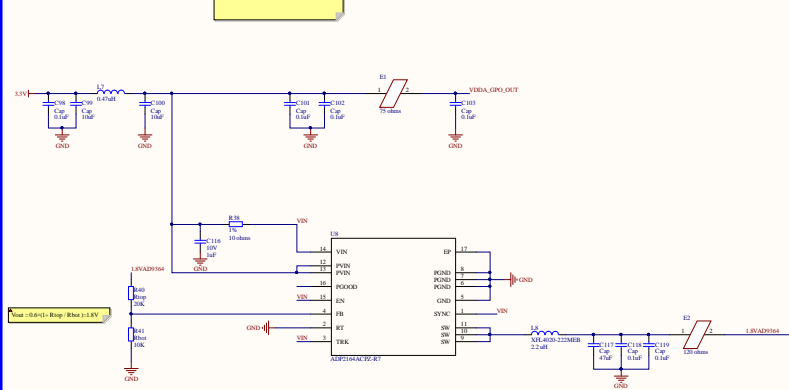 E1
L7
3.3V
0.47uH
1
2
VDDA_GPO_OUT
C98
Cap
0.1uF
C99
Cap
10uF
C100
Cap
10uF
C101
Cap
0.1uF
C102
Cap
0.1uF
75 ohms
C103
Cap
0.1uF
GND
GND
GND
GND
R38
1%
10 ohms
VIN
C116
10V
1uF
GND
U8
14
VIN
12
PVIN
13
PVIN
16
PGOOD
VIN
15
EN
4
FB
GND
2
RT
VIN
3
TRK
EP
17
PGND
8
PGND
7
PGND
6
GND
GND
5
SYNC
1
VIN
SW
11
SW
10
SW
9
ADP2164ACPZ-R7
1.8VAD9364
R40
Rtop
20K
Vout =0.6*(1+ Rtop / Rbot )=1.8V
R41
Rbot
10K
GND
L8
XFL4020-222MEB
2.2 uH
C117
Cap
47uF
C118
Cap
0.1uF
C119
Cap
0.1uF
GND
E2
1
2
120 ohms
1.8VAD9364